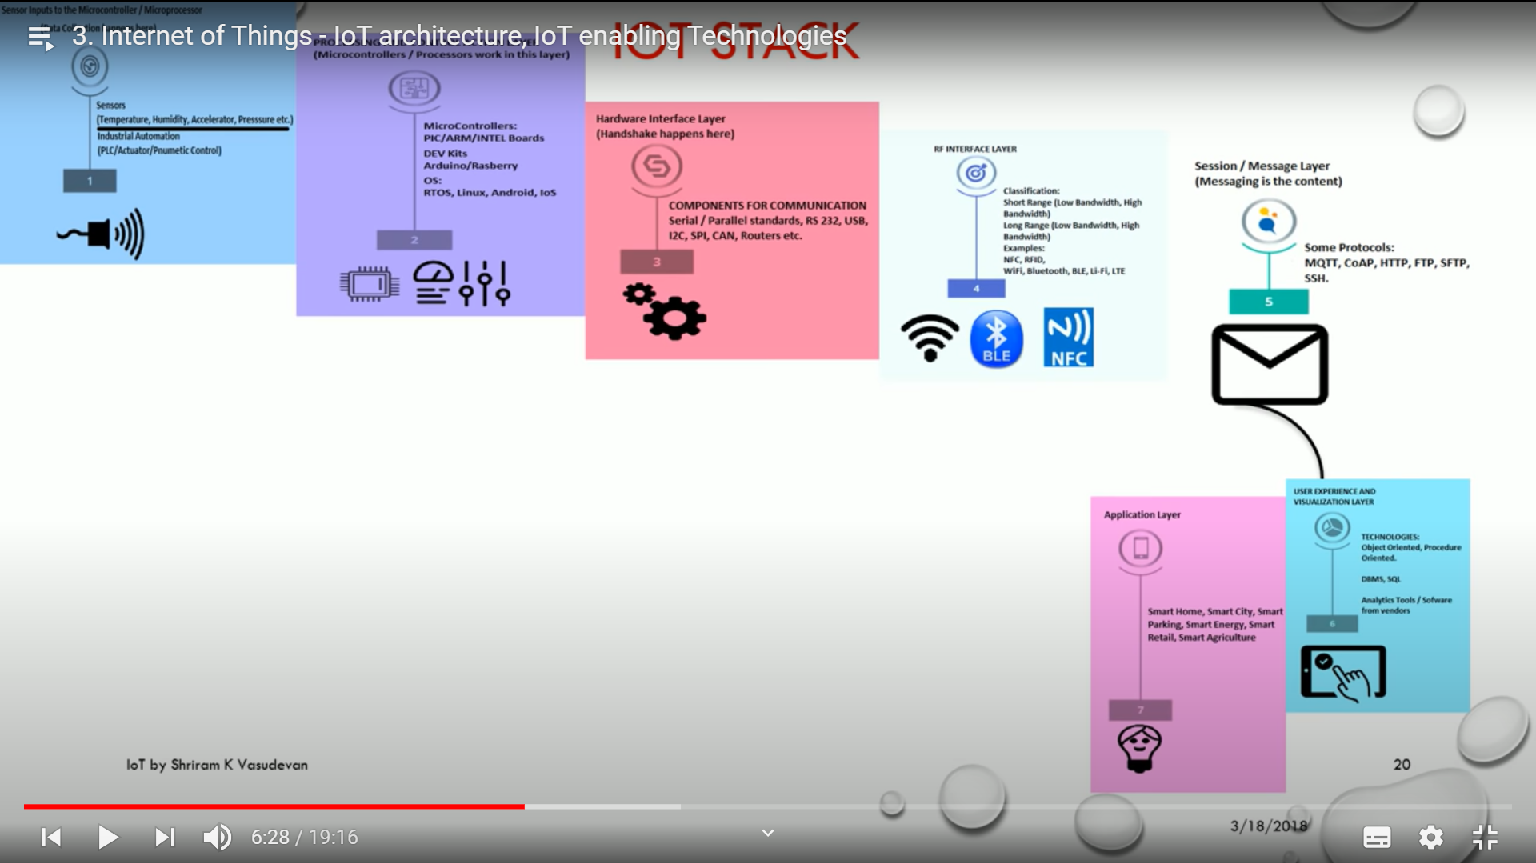 Sensor Inputs to the Microcontroller / Microprocessor
3. Internet of Things - IoT architecture, IoT enabling Technologies
IOT STACK
Sensors
(Temperature, Humidity, Accelerator, Presssure etc.)
Industrial Automation
(PLC/Actuator/Pnumetic Control)
1
(Microcontrollers / Processors work in this layer)
MicroControllers:
PIC/ARM/INTEL Boards
DEV Kits
Arduino/Rasberry
OS:
RTOS, Linux, Android, IoS
2
Hardware Interface Layer
(Handshake happens here)
COMPONENTS FOR COMMUNICATION
Serial / Parallel standards, RS 232, USB,
I2C, SPI, CAN, Routers etc.
3
RF INTERFACE LAYER
Classification:
Short Range (Low Bandwidth, High
Bandwidth)
Long Range (Low Bandwidth, High
Bandwidth)
Examples:
NFC, RFID,
WiFi, Bluetooth, BLE, Li-Fi, LTE
4
BLE
N
NFC
Session / Message Layer
(Messaging is the content)
Some Protocols:
MQTT, CoAP, HTTP, FTP, SFTP,
SSH.
5
USER EXPERIENCE AND
VISUALIZATION LAYER
TECHNOLOGIES:
Object Oriented, Procedure
Oriented.
DBMS, SQL
Analytics Tools / Sofware
from vendors
6
Application Layer
Smart Home, Smart City, Smart
Parking, Smart Energy, Smart
Retail, Smart Agriculture
7
IoT by Shriram K Vasudevan
20
3/18/2018
6:28 / 19:16